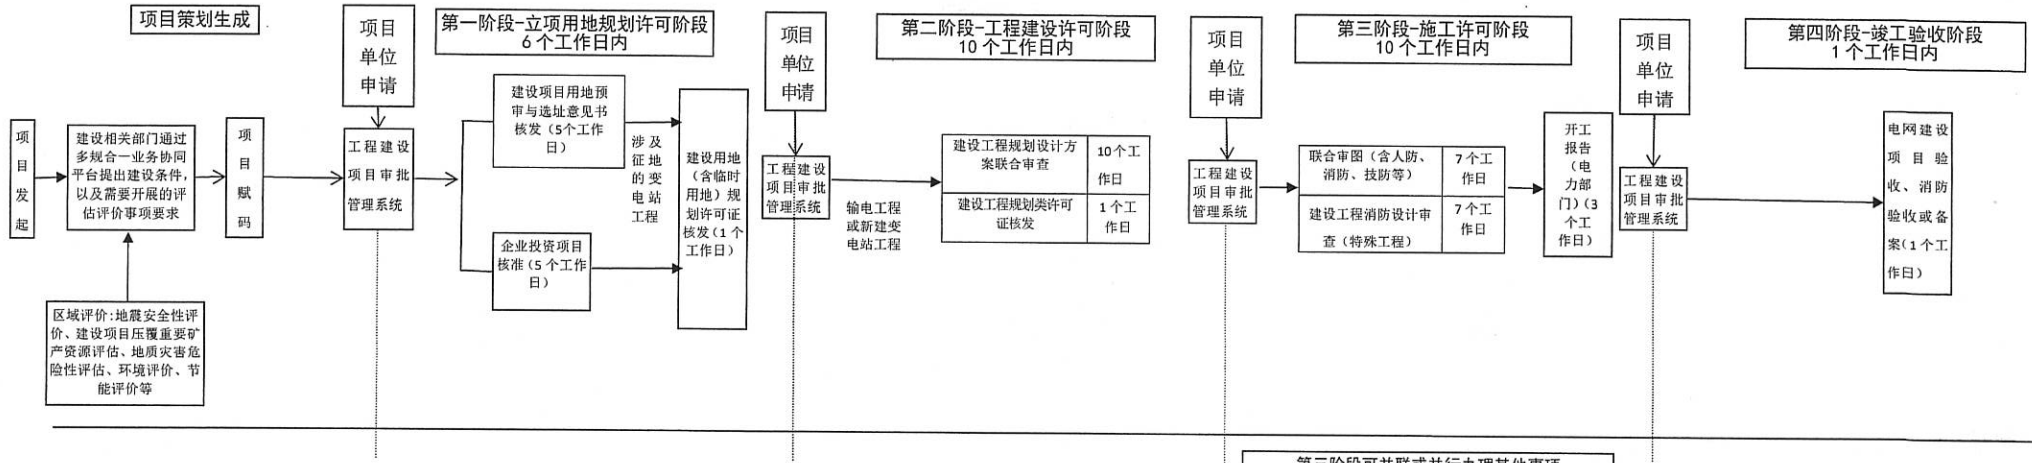 项目策划生成
项
目
发
起
建设相关部门通过
多规合一业务协同
平台提出建设条件,
以及需要开展的评
估评价事项要求
项
目
赋
码
区域评价:地震安全性评
价、建设项目压覆重要矿
产资源评估、地质灾害危
险性评估、环境评价、节
能评价等
项目
单位
申请
工程建设
项目审批
管理系统
第一阶段-立项用地规划许可阶段
6个工作日内
建设项目用地预
审与选址意见书
核发(5个工作
日)
企业投资项目
核准(5个工作
日)
涉及
征地
的变
电站
工程
建设用地
(含临时
用地)规
划许可证
核发(1个
工作日)
项目
单位
申请
工程建设
项目审批
管理系统
第二阶段-工程建设许可阶段
10个工作日内
输电工程
或新建变
电站工程
建设工程规划设计方
案联合审查
10个工
作日
建设工程规划类许可
证核发
1个工
作日
项目
单位
申请
工程建设
项目审批
管理系统
第三阶段-施工许可阶段
10个工作日内
联合审图(含人防、
消防、技防等)
7个工
作日
建设工程消防设计审
查(特殊工程)
7个工
作日
开工
报告
(电
力部
门)(3
个工
作日)
项目
单位
申请
工程建设
项目审批
管理系统
第四阶段-竣工验收阶段
1个工作日内
电网建设
项目验
收、消防
验收或备
案(1个工
作日)
第三阶段可并联或并行办理其他事项